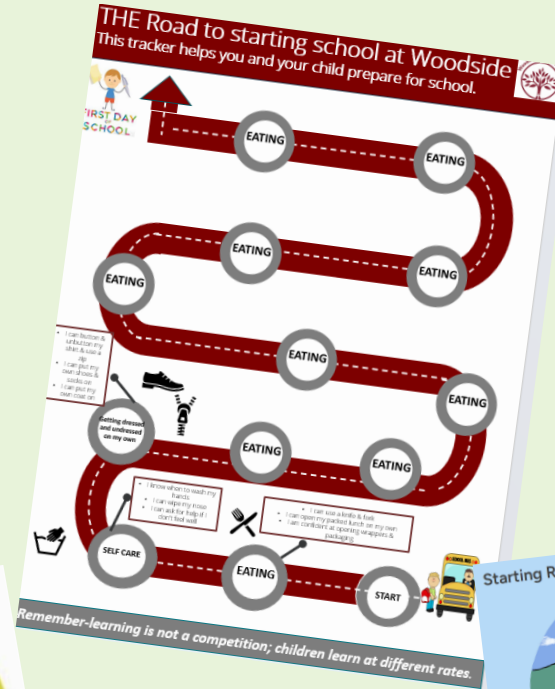 THE Road to starting school at Woodside
This tracker helps you and your child prepare for school.
FIRST DAY
OF
SCHOOL
EATING
EATING
EATING
EATING
EATING
EATING
EATING
• I can button &
unbutton my
shirt & use a
zip
• I can put my
own shoes &
socks on
• I can put my
own coat on
Getting dressed
and undressed
on my own
EATING
EATING
• I know when to wash my
hands.
• I can wipe my nose
• I can ask for help if I
don't feel well
• I can use a knife & fork
• I can open my packed lunch on my own
• I am confident at opening wrappers &
packaging
SELF CARE
EATING
START
SCHOOL BUS
Starting R
Remember-learning is not a competition; children learn at different rates.